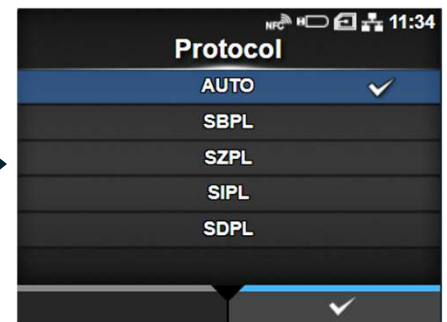 NFC H 11:34
Protocol
AUTO
SBPL
SZPL
SIPL
SDPL